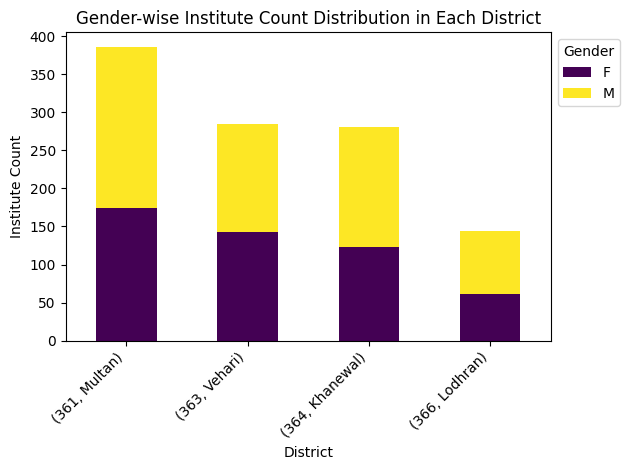 Gender-wise Institute Count Distribution in Each District
400
350
300
250
200
150
100
50
0
Institute Count
Gender
F
M
(361, Multan)
(363, Vehari)
(364, Khanewal)
(366, Lodhran)
District